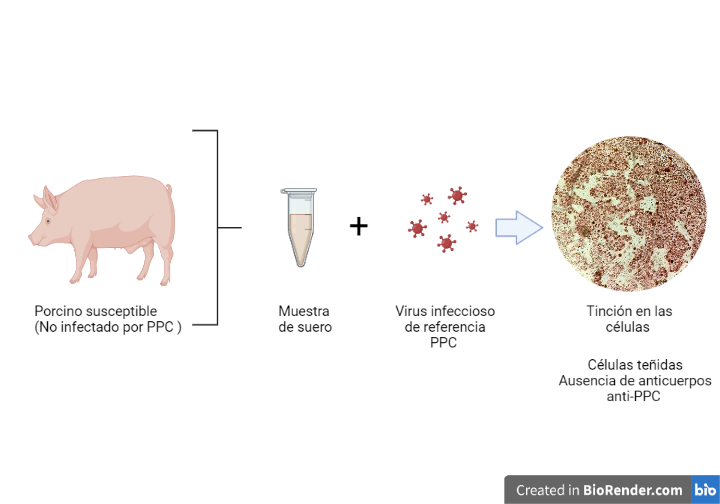 Porcino susceptible
(No infectado por PPC )
Muestra
de suero
+
Virus infeccioso
de referencia
PPC
Tinción en las
células
Células teñidas
Ausencia de anticuerpos
anti-PPC
Created in BioRender.com bio